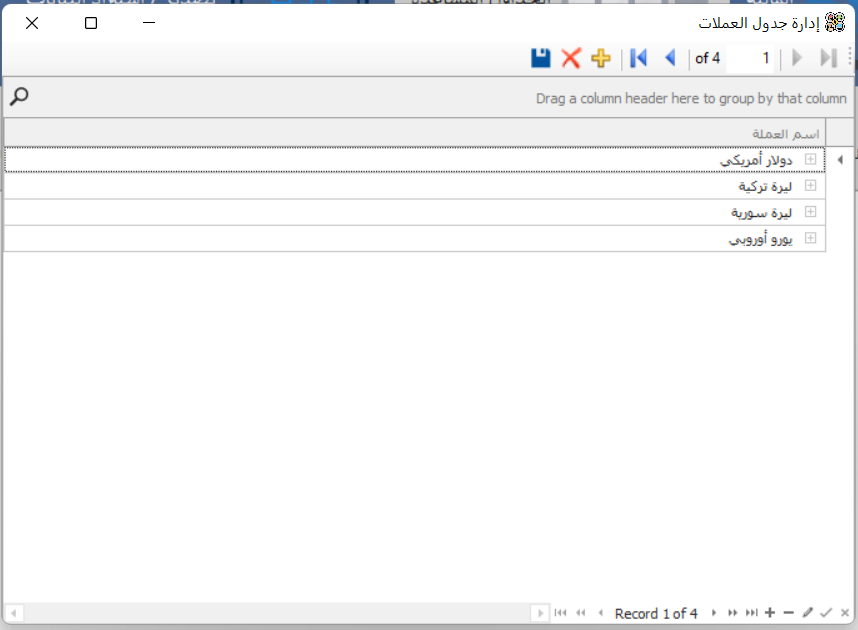 إدارة جدول العملات
1 of 4
Drag a column header here to group by that column
اسم العملة
دولار أمريكي
ليرة تركية
ليرة سورية
يورو أوروبي
Record 1 of 4